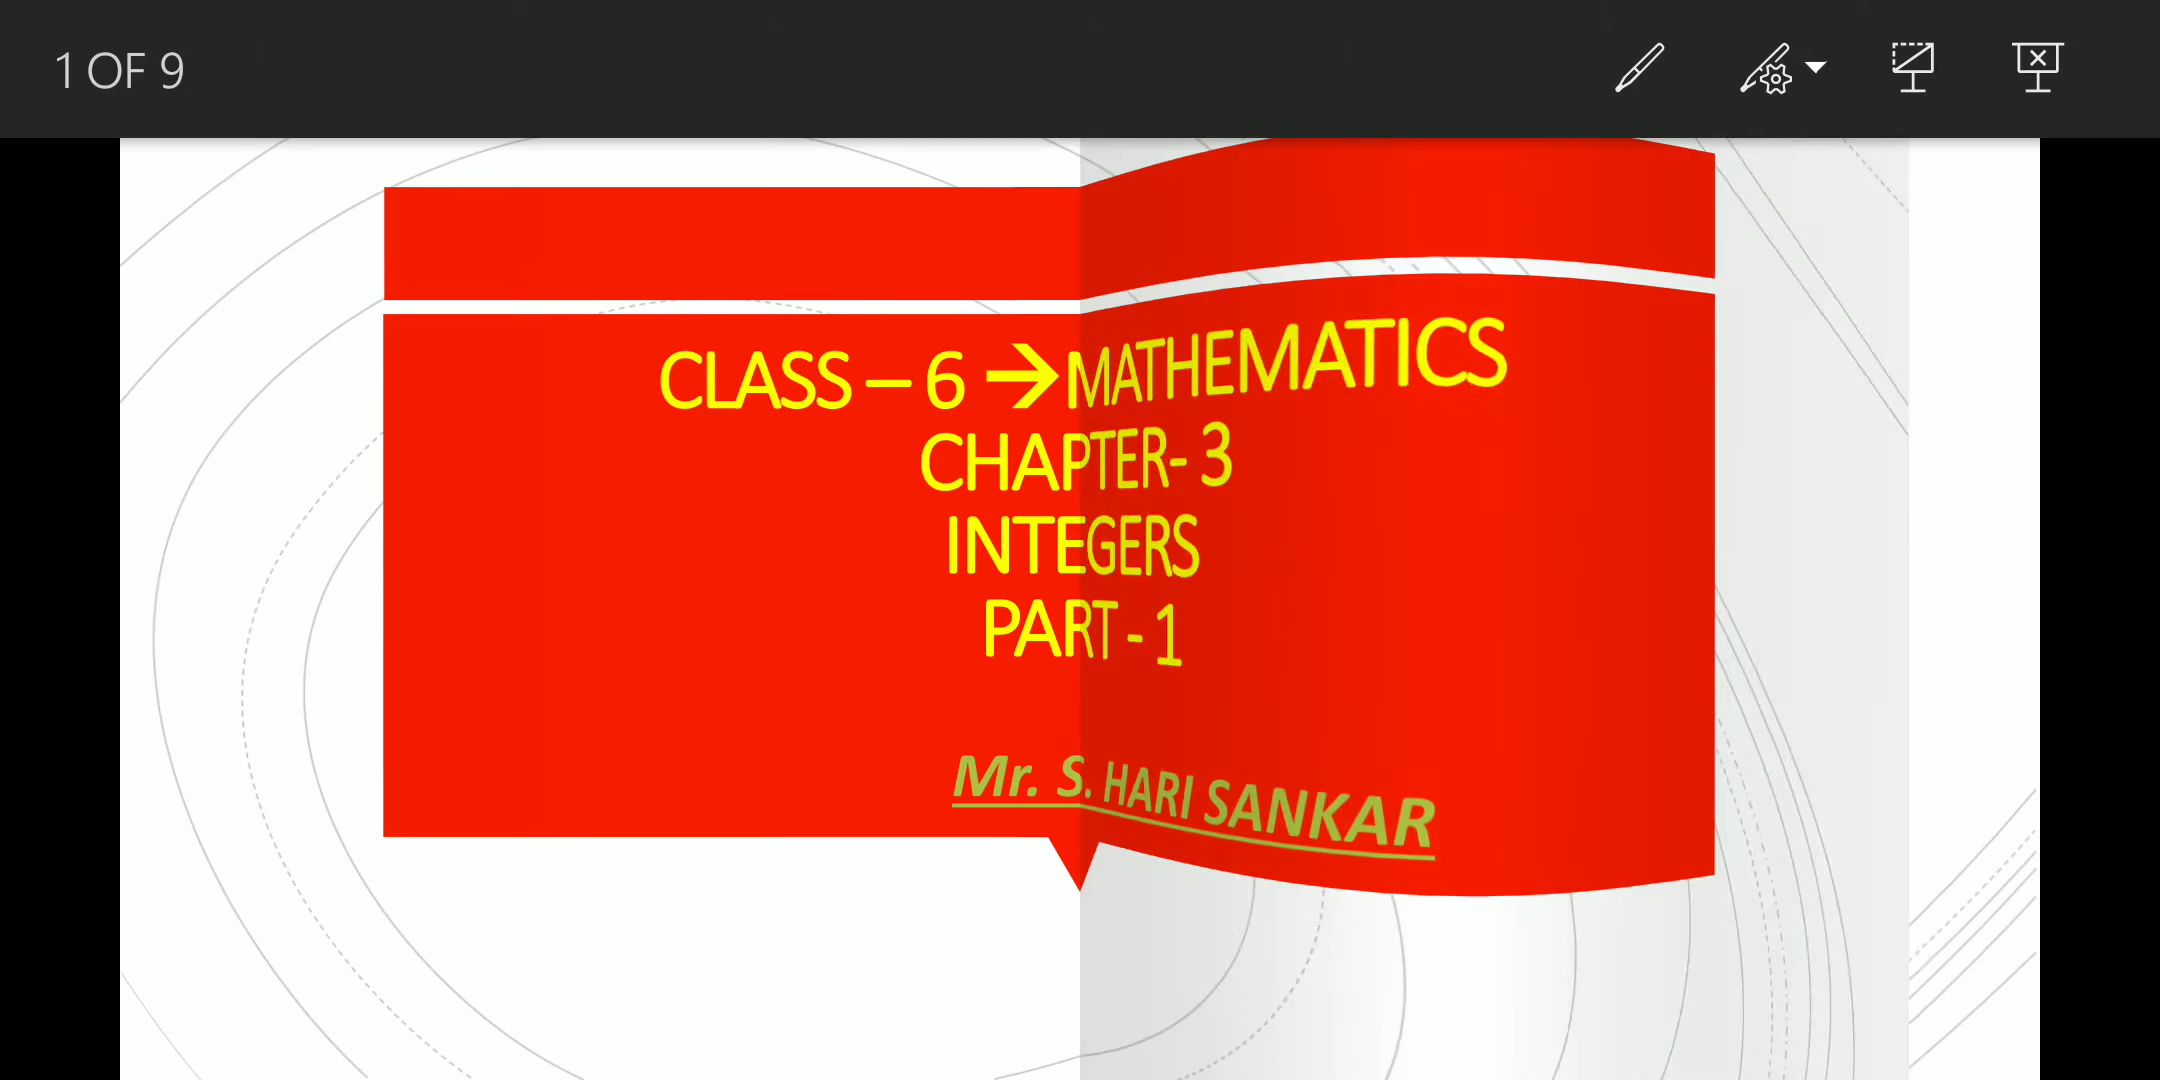 1 OF 9
CLASS – 6 →MATHEMATICS
CHAPTER- 3
INTEGERS
PART - 1
Mr. S. HARI SANKAR